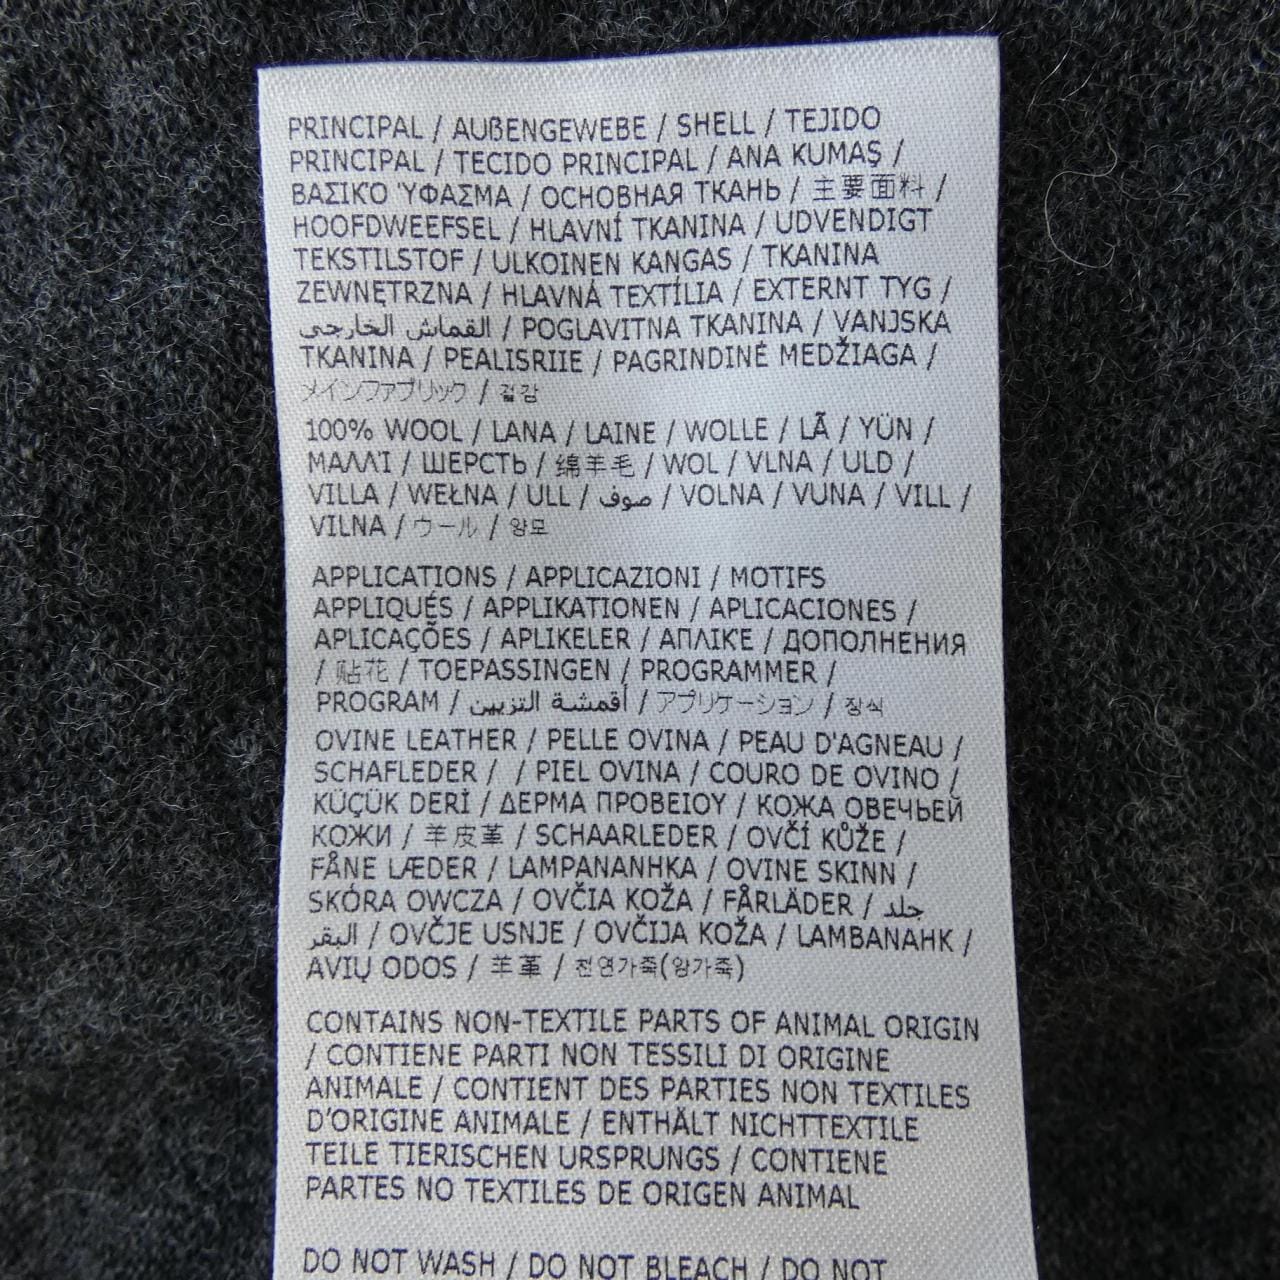 PRINCIPAL / AUßENGEWEBE / SHELL / TEJIDO
PRINCIPAL / TECIDO PRINCIPAL / ANA KUMAŞ /
ΒΑΣΙΚΌ ΎΦΑΣΜΑ / ОСНОВНАЯ ТКАНЬ / 主要面料 /
HOOFDWEEFSEL / HLAVNÍ TKANINA / UDVENDIGT
TEKSTILSTOF / ULKOINEN KANGAS / TKANINA
ZEWNĘTRZNA / HLAVNÁ TEXTÍLIA / EXTERNT TYG /
القماش الخارجي / POGLAVITNA TKANINA / VANJSKA
TKANINA / PEALISRIIE / PAGRINDINĖ MEDŽIAGA /
メインファブリック / 겉감
100% WOOL / LANA / LAINE / WOLLE / LÃ / YÜN /
ΜΑΛΛΊ / ШЕРСТЬ / 绵羊毛 / WOL / VLNA / ULD /
VILLA / WEŁNA / ULL / صوف / VOLNA / VUNA / VILL /
VILNA / ウール / 양모
APPLICATIONS / APPLICAZIONI / MOTIFS
APPLIQUÉS / APPLIKATIONEN / APLICACIONES /
APLICAÇÕES / APLIKELER / ΑΠΛΙΚΈ / ДОПОЛНЕНИЯ
/ 贴花 / TOEPASSINGEN / PROGRAMMER /
PROGRAM / أقمشة التزيين / アプリケーション / 장식
OVINE LEATHER / PELLE OVINA / PEAU D'AGNEAU /
SCHAFLEDER / / PIEL OVINA / COURO DE OVINO /
KÜÇÜK DERİ / ΔΕΡΜΑ ΠΡΟΒΕΙΟΥ / КОЖА ОВЕЧЬЕЙ
КОЖИ / 羊皮革 / SCHAARLEDER / OVČÍ KŮŽE /
FÅNE LÆDER / LAMPANANHKA / OVINE SKINN /
SKÓRA OWCZA / OVČIA KOŽA / FÅRLÄDER / جلد
البقر / OVČJE USNJE / OVČIJA KOŽA / LAMBANAHK /
AVIŲ ODOS / 羊革 / 천연가죽(양가죽)
CONTAINS NON-TEXTILE PARTS OF ANIMAL ORIGIN
/ CONTIENE PARTI NON TESSILI DI ORIGINE
ANIMALE / CONTIENT DES PARTIES NON TEXTILES
D'ORIGINE ANIMALE / ENTHÄLT NICHTTEXTILE
TEILE TIERISCHEN URSPRUNGS / CONTIENE
PARTES NO TEXTILES DE ORIGEN ANIMAL
DO NOT WASH / DO NOT BLEACH / DO NOT